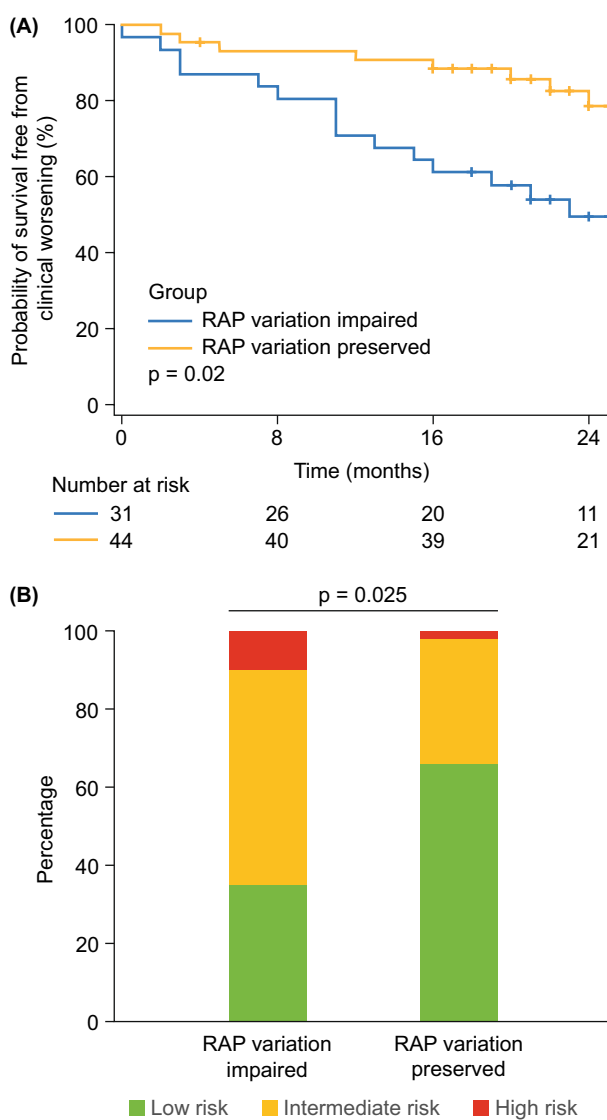 (A)
100
80
60
40
20
0
Probability of survival free from
clinical worsening (%)
Group
RAP variation impaired
RAP variation preserved
p = 0.02
0 8 16 24
Time (months)
Number at risk
31 26 20 11
44 40 39 21
(B)
p = 0.025
100
80
60
40
20
0
Percentage
RAP variation
impaired
RAP variation
preserved
Low risk Intermediate risk High risk